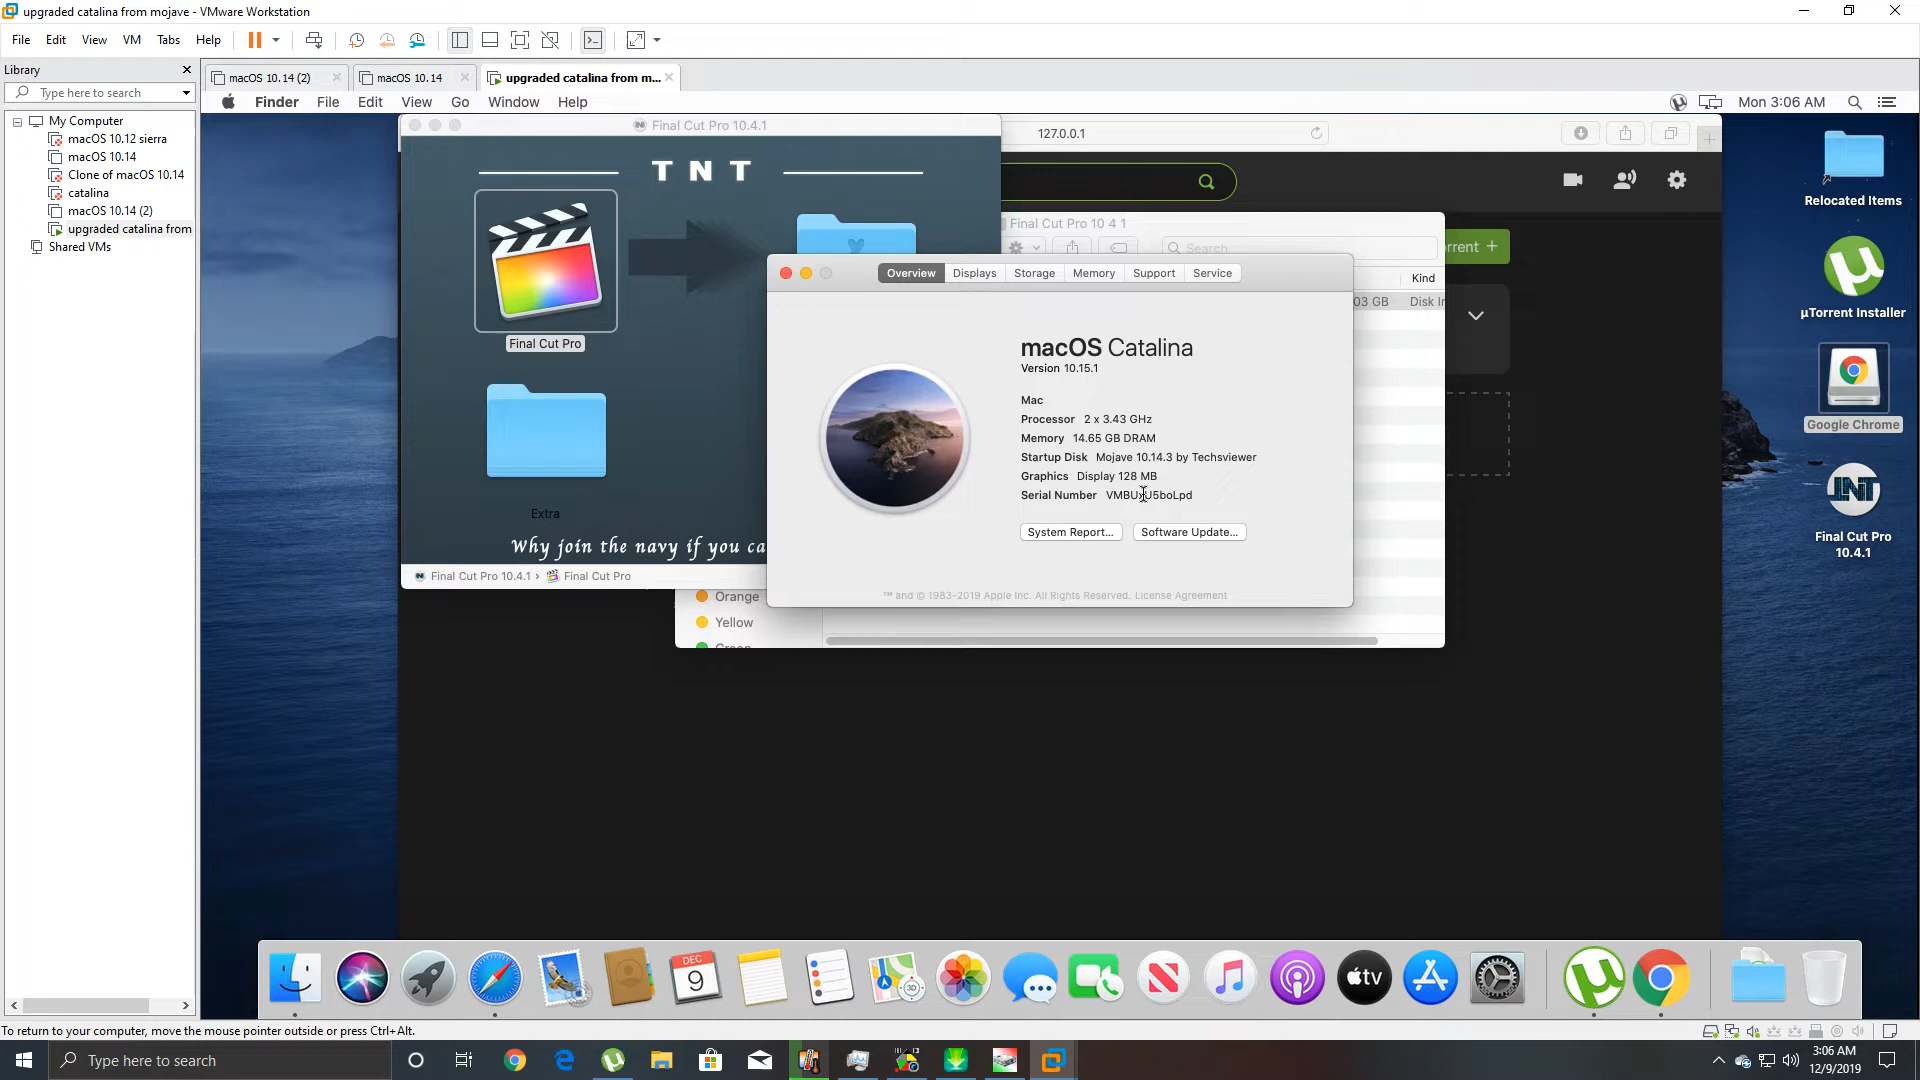 upgraded catalina from mojave - VMware Workstation
File Edit View VM Tabs Help
Library
Type here to search
My Computer
macOS 10.12 sierra
macOS 10.14
Clone of macOS 10.14
catalina
macOS 10.14 (2)
upgraded catalina from
Shared VMs
macOS 10.14 (2) macOS 10.14 upgraded catalina from m...
Finder File Edit View Go Window Help
Mon 3:06 AM
Final Cut Pro 10.4.1
127.0.0.1
TNT
Final Cut Pro
Extra
Why join the navy if you ca
Final Cut Pro 10.4.1 › Final Cut Pro
Final Cut Pro 10 4 1
Search
rrent +
Kind
03 GB Disk In
Orange
Yellow
Overview Displays Storage Memory Support Service
macOS Catalina
Version 10.15.1
Mac
Processor 2 x 3.43 GHz
Memory 14.65 GB DRAM
Startup Disk Mojave 10.14.3 by Techsviewer
Graphics Display 128 MB
Serial Number
System Report... Software Update...
™ and © 1983-2019 Apple Inc. All Rights Reserved. License Agreement
Relocated Items
µTorrent Installer
Google Chrome
Final Cut Pro
10.4.1
DEC
9
3D
tv
To return to your computer, move the mouse pointer outside or press Ctrl+Alt.
Type here to search
3:06 AM
12/9/2019